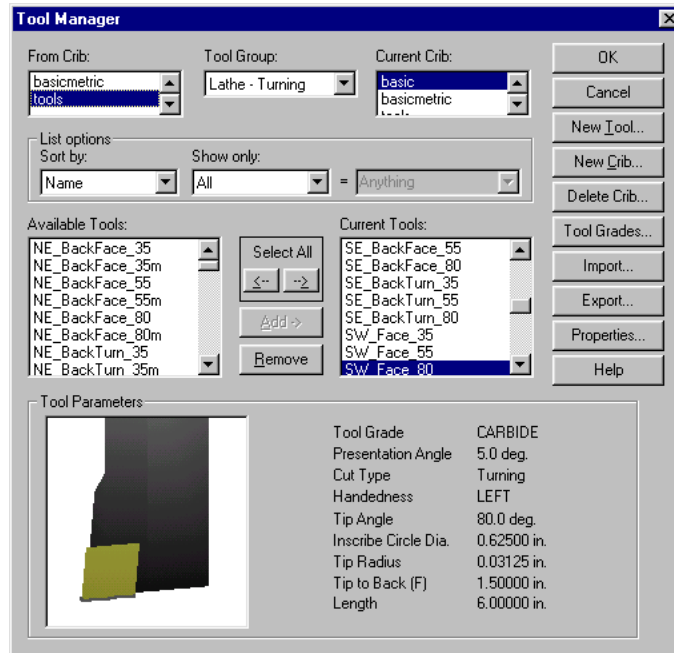 Tool Manager
From Crib:
Tool Group:
Current Crib:
OK
basicmetric
tools
Lathe - Turning
basic
basicmetric
Cancel
New Tool...
List options
Sort by:
Show only:
New Crib...
Name
All
= Anything
Delete Crib...
Available Tools:
Current Tools:
Tool Grades...
NE_BackFace_35
NE_BackFace_35m
NE_BackFace_55
NE_BackFace_55m
NE_BackFace_80
NE_BackFace_80m
NE_BackTurn_35
NE_BackTurn_35m
Select All
<-- -->
Add ->
Remove
SE_BackFace_55
SE_BackFace_80
SE_BackTurn_35
SE_BackTurn_55
SE_BackTurn_80
SW_Face_35
SW_Face_55
SW_Face_80
Import...
Export...
Properties...
Help
Tool Parameters
Tool Grade CARBIDE
Presentation Angle 5.0 deg.
Cut Type Turning
Handedness LEFT
Tip Angle 80.0 deg.
Inscribe Circle Dia. 0.62500 in.
Tip Radius 0.03125 in.
Tip to Back (F) 1.50000 in.
Length 6.00000 in.